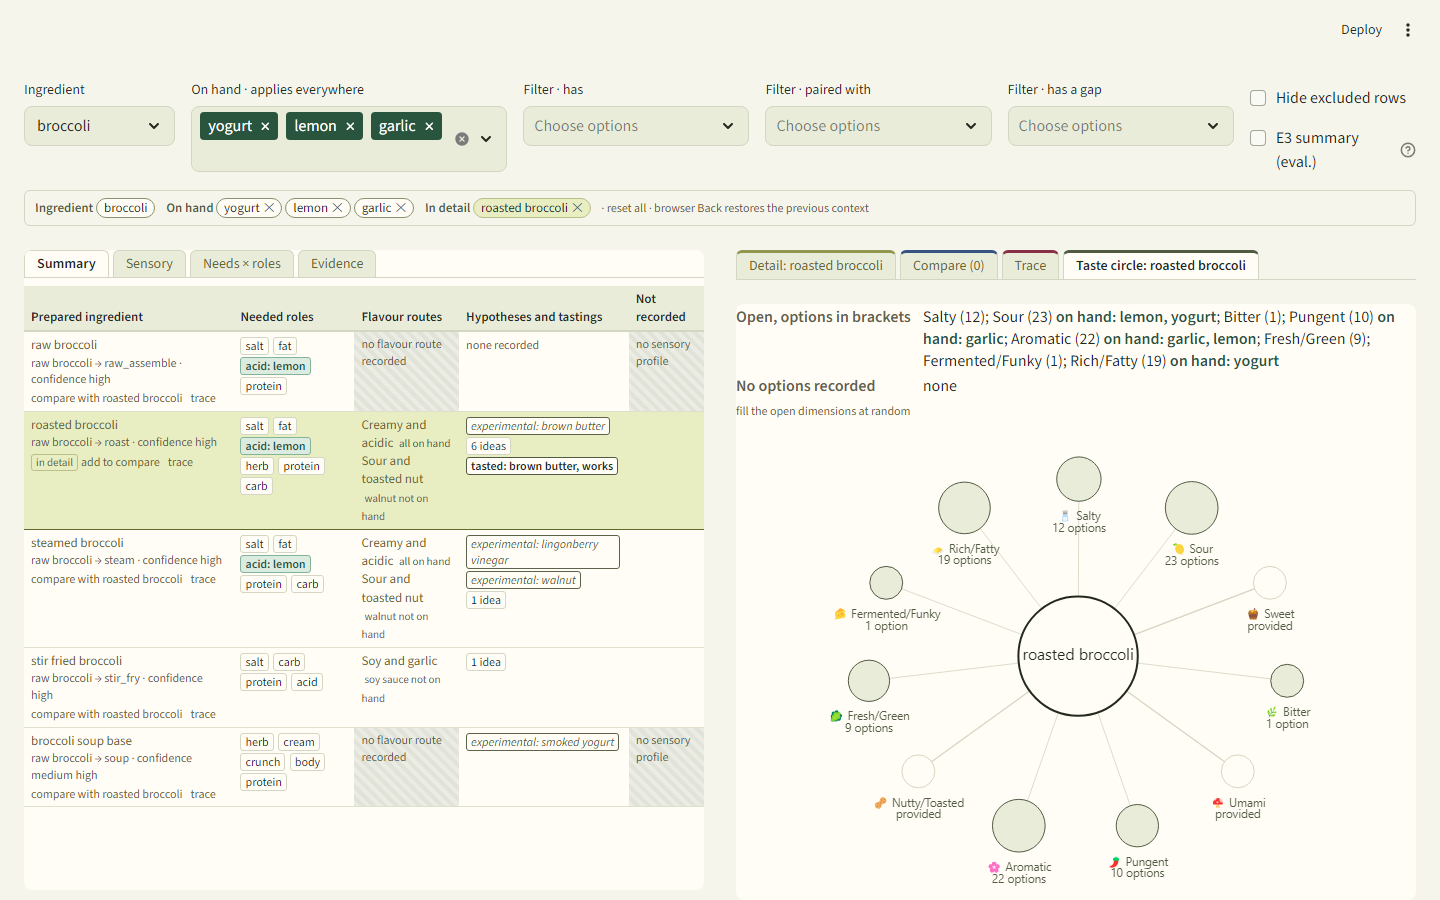 Deploy
Ingredient
On hand · applies everywhere
Filter · has
Filter · paired with
Filter · has a gap
broccoli
yogurt
lemon
garlic
Choose options
Choose options
Choose options
Hide excluded rows
E3 summary
(eval.)
Ingredient broccoli On hand yogurt lemon garlic In detail roasted broccoli · reset all · browser Back restores the previous context
Summary
Sensory
Needs × roles
Evidence
Prepared ingredient
Needed roles
Flavour routes
Hypotheses and tastings
Not
recorded
raw broccoli
raw broccoli → raw_assemble ·
confidence high
compare with roasted broccoli trace
salt fat
acid: lemon
protein
no flavour route
recorded
none recorded
no sensory
profile
roasted broccoli
raw broccoli → roast · confidence high
in detail add to compare trace
salt fat
acid: lemon
herb protein
carb
Creamy and
acidic all on hand
Sour and
toasted nut
walnut not on
hand
experimental: brown butter
6 ideas
tasted: brown butter, works
steamed broccoli
raw broccoli → steam · confidence high
compare with roasted broccoli trace
salt fat
acid: lemon
protein carb
Creamy and
acidic all on hand
Sour and
toasted nut
walnut not on
hand
experimental: lingonberry
vinegar
experimental: walnut
1 idea
stir fried broccoli
raw broccoli → stir_fry · confidence
high
compare with roasted broccoli trace
salt carb
protein acid
Soy and garlic
soy sauce not on
hand
1 idea
broccoli soup base
raw broccoli → soup · confidence
medium high
compare with roasted broccoli trace
herb cream
crunch body
protein
no flavour route
recorded
experimental: smoked yogurt
no sensory
profile
Detail: roasted broccoli
Compare (0)
Trace
Taste circle: roasted broccoli
Open, options in brackets
Salty (12); Sour (23) on hand: lemon, yogurt; Bitter (1); Pungent (10) on
hand: garlic; Aromatic (22) on hand: garlic, lemon; Fresh/Green (9);
Fermented/Funky (1); Rich/Fatty (19) on hand: yogurt
No options recorded
none
fill the open dimensions at random
Salty
12 options
Rich/Fatty
19 options
Sour
23 options
Fermented/Funky
1 option
Sweet
provided
roasted broccoli
Fresh/Green
9 options
Bitter
1 option
Nutty/Toasted
provided
Umami
provided
Aromatic
22 options
Pungent
10 options